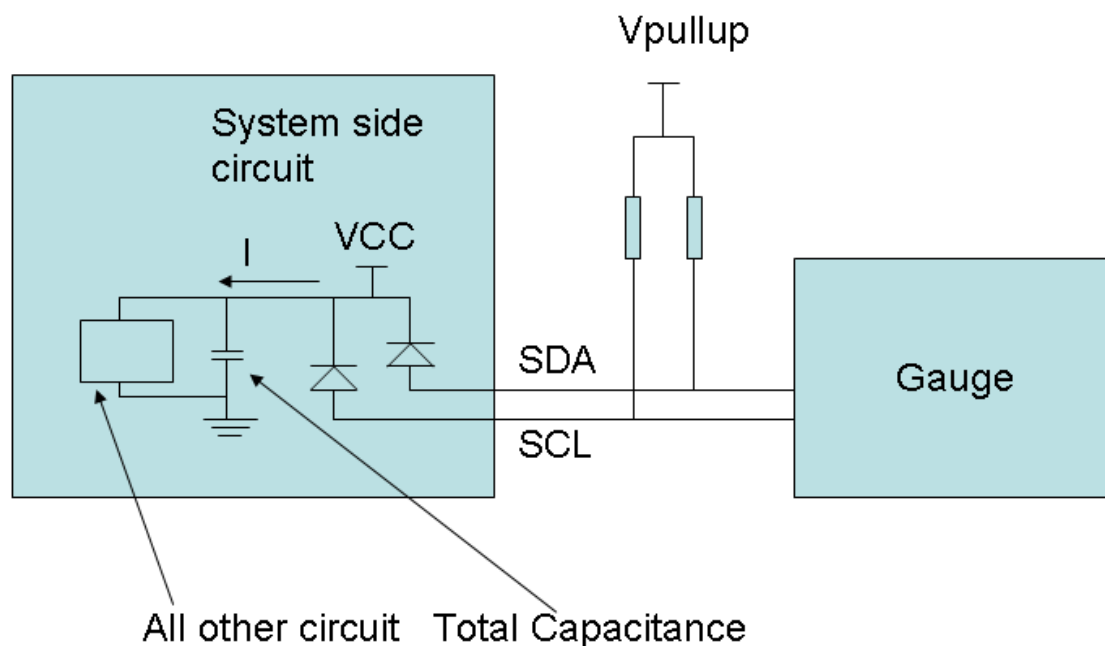 Vpullup
System side
circuit
VCC
I
SDA
Gauge
SCL
All other circuit
Total Capacitance